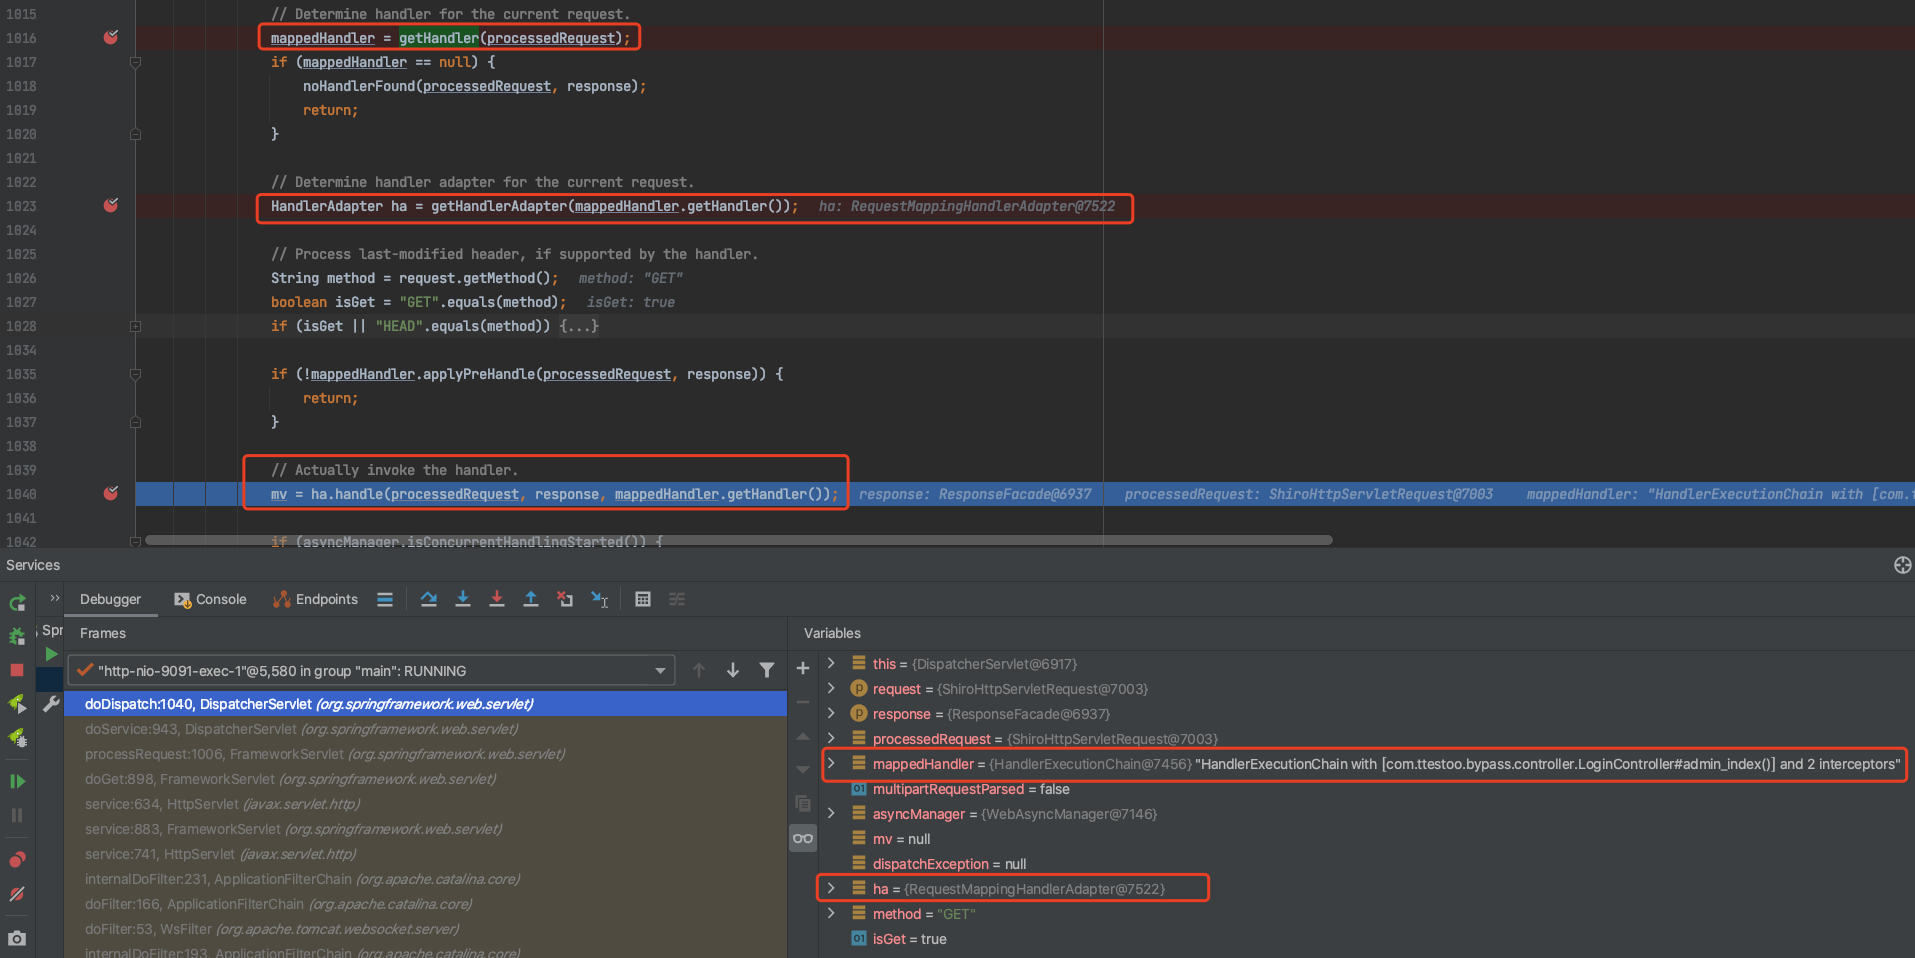 1015 // Determine handler for the current request.
1016 mappedHandler = getHandler(processedRequest);
1017 if (mappedHandler == null) {
1018 noHandlerFound(processedRequest, response);
1019 return;
1020 }
1021
1022 // Determine handler adapter for the current request.
1023 HandlerAdapter ha = getHandlerAdapter(mappedHandler.getHandler()); ha: RequestMappingHandlerAdapter@7522
1024
1025 // Process last-modified header, if supported by the handler.
1026 String method = request.getMethod(); method: "GET"
1027 boolean isGet = "GET".equals(method); isGet: true
1028 if (isGet || "HEAD".equals(method)) {...}
1034
1035 if (!mappedHandler.applyPreHandle(processedRequest, response)) {
1036 return;
1037 }
1038
1039 // Actually invoke the handler.
1040 mv = ha.handle(processedRequest, response, mappedHandler.getHandler()); response: ResponseFacade@6937 processedRequest: ShiroHttpServletRequest@7003 mappedHandler: "HandlerExecutionChain with [com.t
1041
1042 if (asyncManager.isConcurrentHandlingStarted()) {
Services
Debugger Console Endpoints
Spr
Frames
"http-nio-9091-exec-1"@5,580 in group "main": RUNNING
doDispatch:1040, DispatcherServlet (org.springframework.web.servlet)
doService:943, DispatcherServlet (org.springframework.web.servlet)
processRequest:1006, FrameworkServlet (org.springframework.web.servlet)
doGet:898, FrameworkServlet (org.springframework.web.servlet)
service:634, HttpServlet (javax.servlet.http)
service:883, FrameworkServlet (org.springframework.web.servlet)
service:741, HttpServlet (javax.servlet.http)
internalDoFilter:231, ApplicationFilterChain (org.apache.catalina.core)
doFilter:166, ApplicationFilterChain (org.apache.catalina.core)
doFilter:53, WsFilter (org.apache.tomcat.websocket.server)
internalDoFilter:193, ApplicationFilterChain (org.apache.catalina.core)
Variables
this = {DispatcherServlet@6917}
p request = {ShiroHttpServletRequest@7003}
p response = {ResponseFacade@6937}
processedRequest = {ShiroHttpServletRequest@7003}
mappedHandler = {HandlerExecutionChain@7456} "HandlerExecutionChain with [com.ttestoo.bypass.controller.LoginController#admin_index()] and 2 interceptors"
01 multipartRequestParsed = false
asyncManager = {WebAsyncManager@7146}
mv = null
dispatchException = null
ha = {RequestMappingHandlerAdapter@7522}
method = "GET"
01 isGet = true